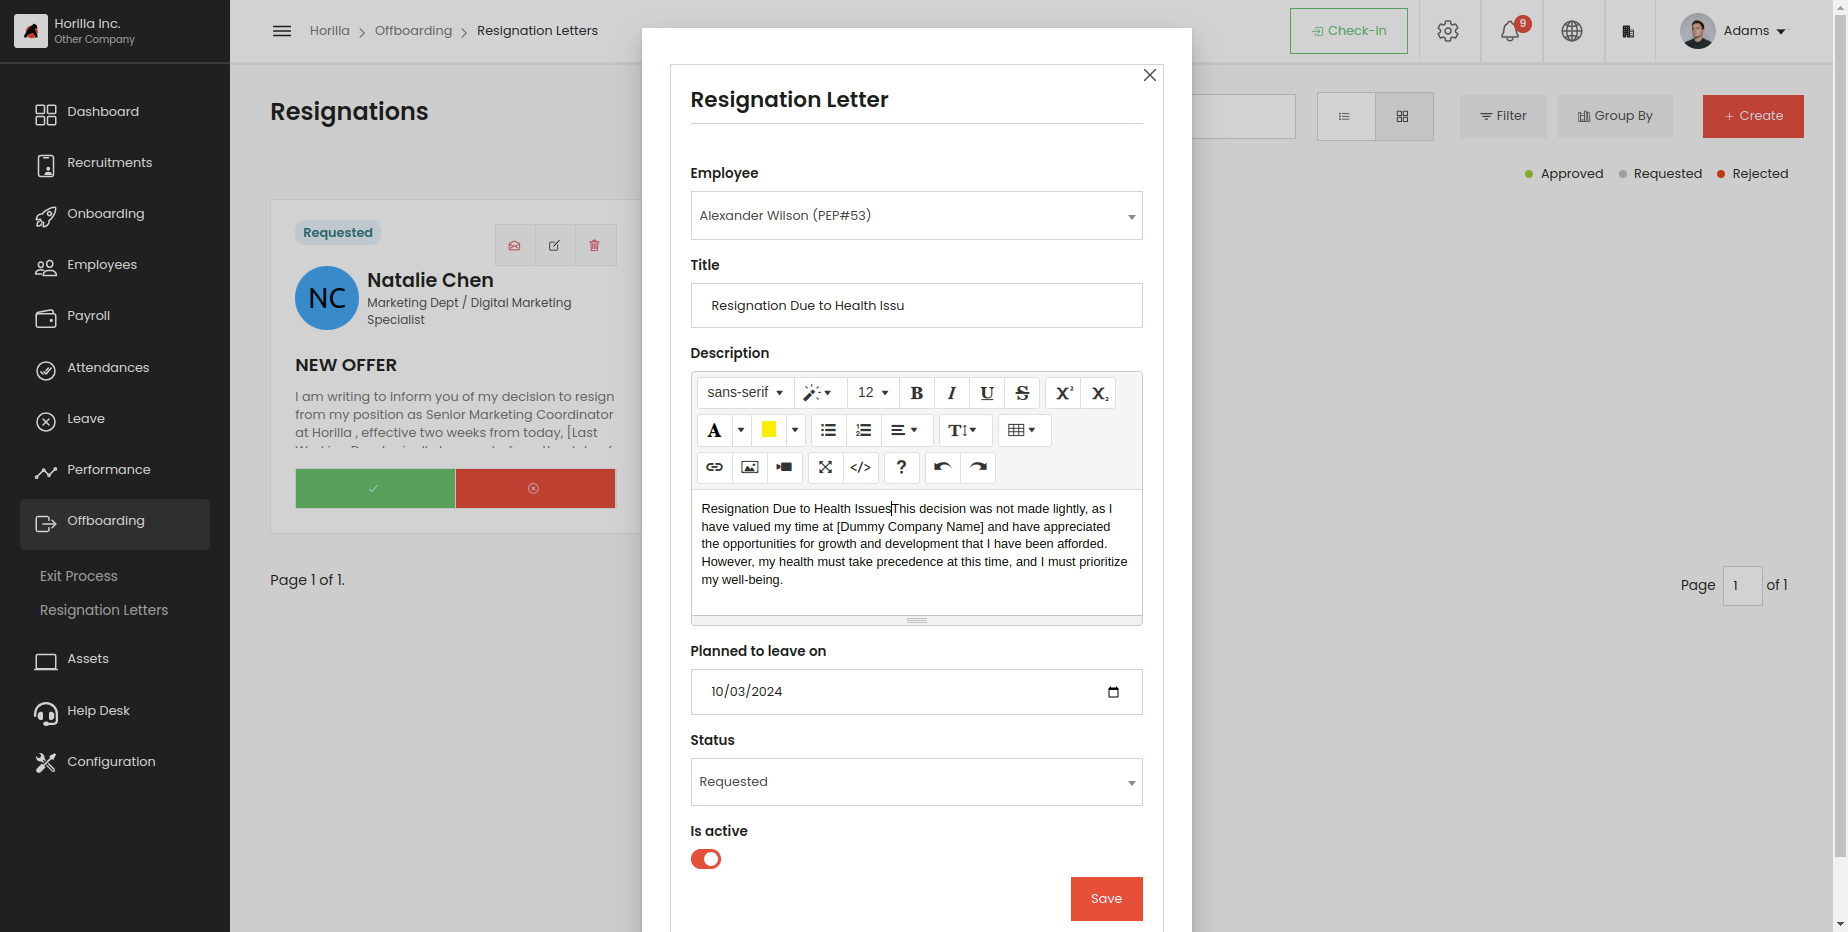 Horilla Inc.
Other Company
Dashboard
Recruitments
Onboarding
Employees
Payroll
Attendances
Leave
Performance
Offboarding
Exit Process
Resignation Letters
Assets
Help Desk
Configuration
Horilla > Offboarding > Resignation Letters
Check-In
9
Adams
Resignations
Filter
Group By
+ Create
Approved
Requested
Rejected
Requested
NC
Natalie Chen
Marketing Dept / Digital Marketing
Specialist
NEW OFFER
I am writing to inform you of my decision to resign
from my position as Senior Marketing Coordinator
at Horilla , effective two weeks from today, [Last
Page 1 of 1.
Page 1 of 1
Resignation Letter
Employee
Alexander Wilson (PEP#53)
Title
Resignation Due to Health Issu
Description
sans-serif
12
B I U S X² X₂
A
T
</> ?
Resignation Due to Health IssuesThis decision was not made lightly, as I
have valued my time at [Dummy Company Name] and have appreciated
the opportunities for growth and development that I have been afforded.
However, my health must take precedence at this time, and I must prioritize
my well-being.
Planned to leave on
10/03/2024
Status
Requested
Is active
Save